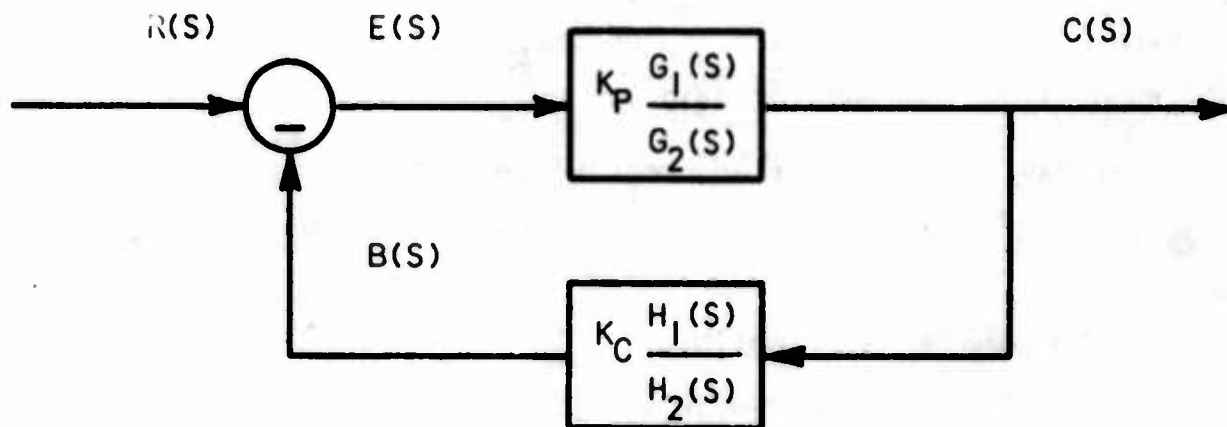 R(S) E(S) C(S)
K_P G_1(S)
G_2(S)
B(S)
K_C H_1(S)
H_2(S)